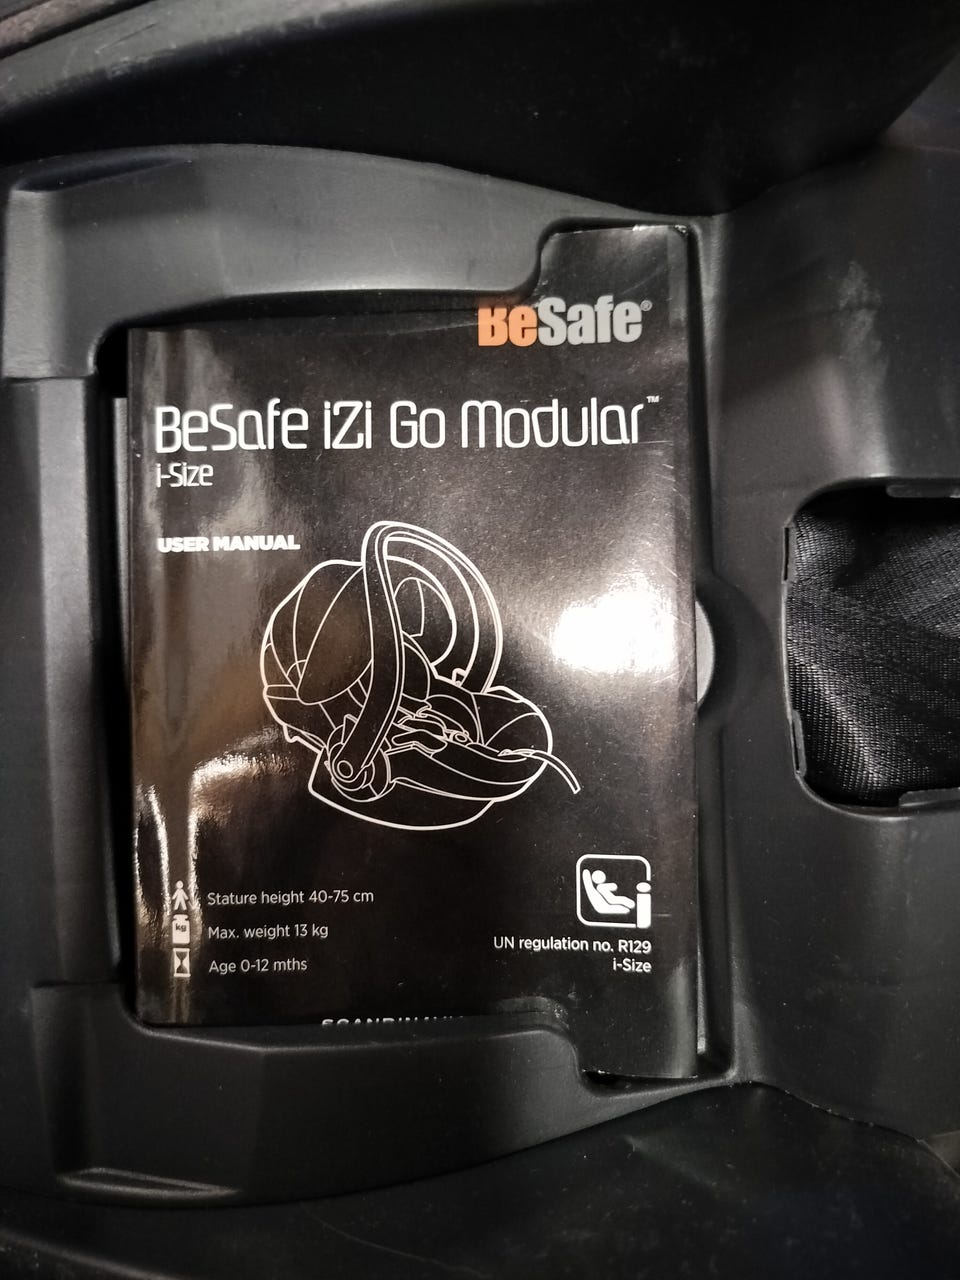 BeSafe®
BeSafe iZi Go Modular™
i-Size
USER MANUAL
Stature height 40-75 cm
kg
Max. weight 13 kg
Age 0-12 mths
i
UN regulation no. R129
i-Size